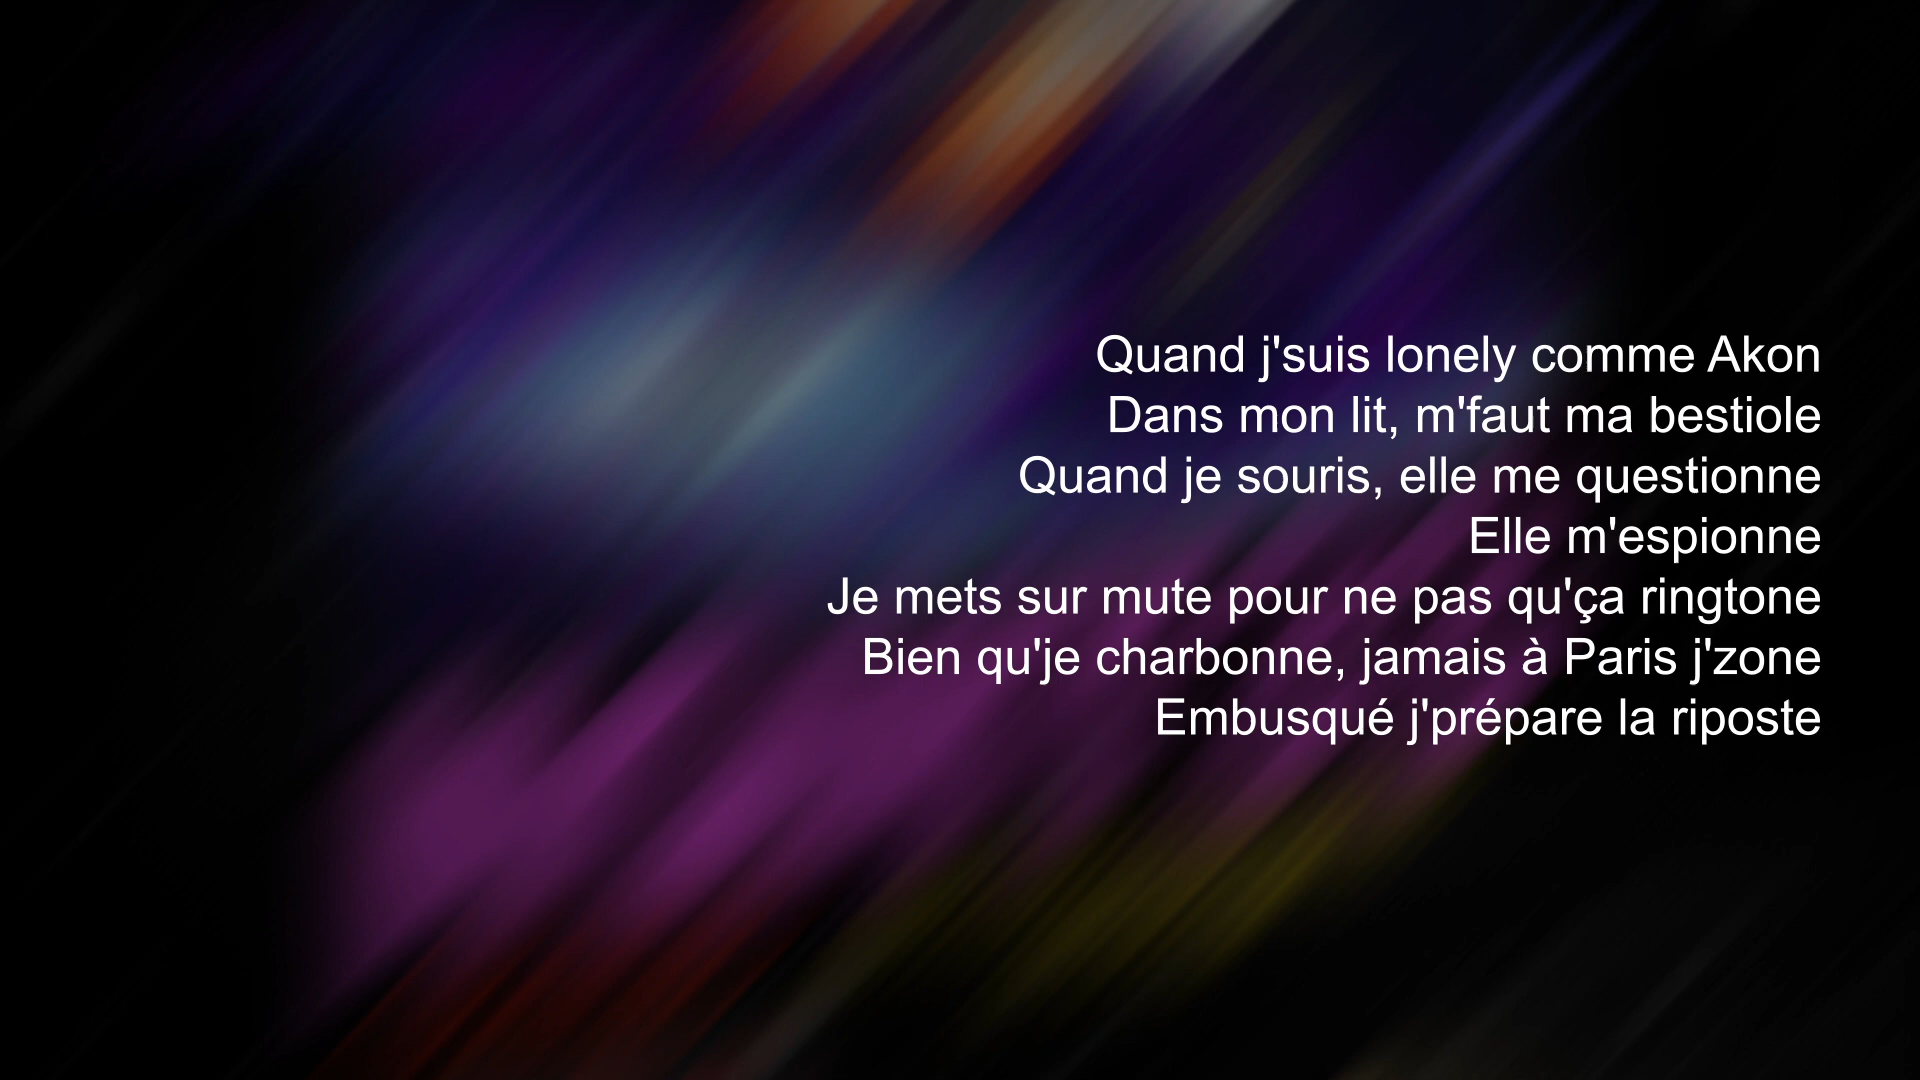 Quand j'suis lonely comme Akon
Dans mon lit, m'faut ma bestiole
Quand je souris, elle me questionne
Elle m'espionne
Je mets sur mute pour ne pas qu'ça ringtone
Bien qu'je charbonne, jamais à Paris j'zone
Embusqué j'prépare la riposte